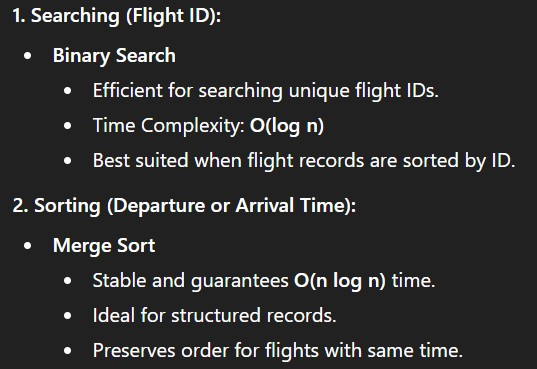 1. Searching (Flight ID):
• Binary Search
• Efficient for searching unique flight IDs.
• Time Complexity: O(log n)
• Best suited when flight records are sorted by ID.
2. Sorting (Departure or Arrival Time):
• Merge Sort
• Stable and guarantees O(n log n) time.
• Ideal for structured records.
• Preserves order for flights with same time.